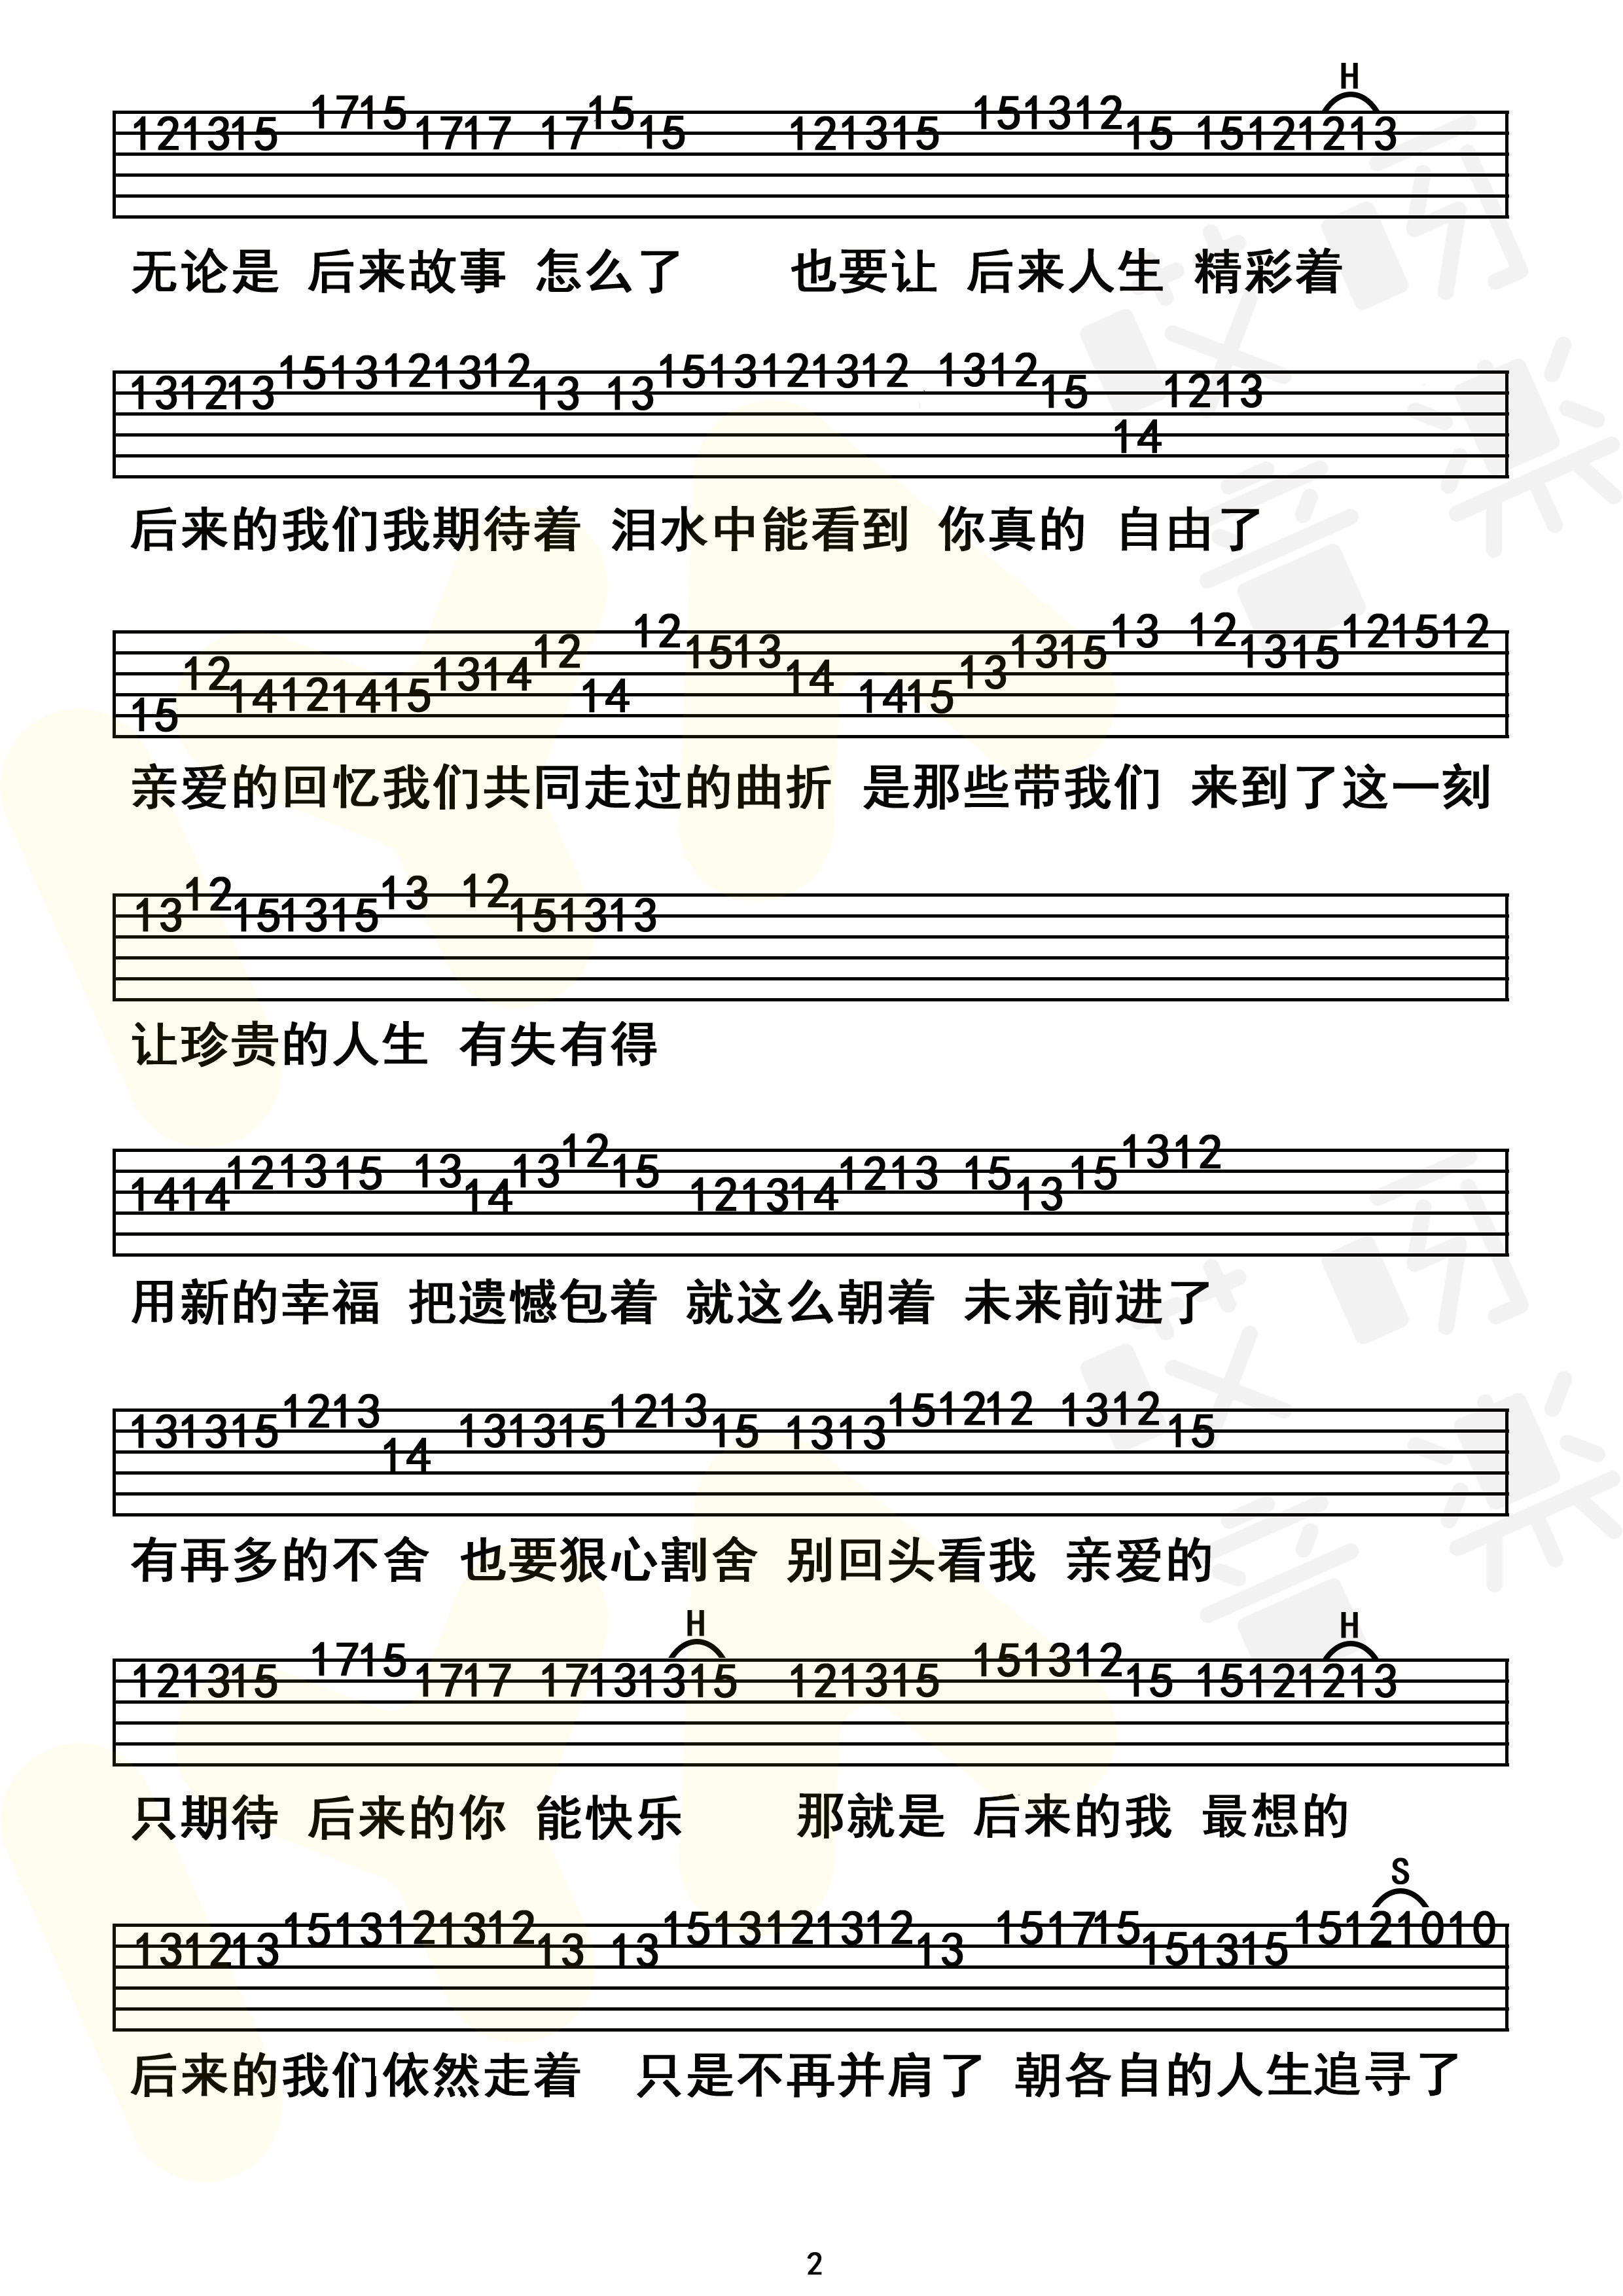 H
121315 1715 1717 17 15 15 121315 151312 15 15121213
无论是 后来故事 怎么了 也要让 后来人生 精彩着
131213 1513121312 13 13 1513121312 1312 15 14 1213
后来的我们我期待着 泪水中能看到 你真的 自由了
15 12 14121415 1314 12 14 12 1513 14 1415 13 1315 13 12 1315 121512
亲爱的回忆我们共同走过的曲折 是那些带我们 来到了这一刻
13 12 151315 13 12 151313
让珍贵的人生 有失有得
1414 1213 15 13 14 13 12 15 121314 1213 15 13 15 1312
用新的幸福 把遗憾包着 就这么朝着 未来前进了
131315 1213 14 131315 1213 15 1313 151212 1312 15
有再多的不舍 也要狠心割舍 别回头看我 亲爱的
H H
121315 1715 1717 17131315 121315 151312 15 15121213
只期待 后来的你 能快乐 那就是 后来的我 最想的
S
131213 1513121312 13 13 1513121312 13 151715 151315 15121010
后来的我们依然走着 只是不再并肩了 朝各自的人生追寻了
2
艾伢音乐
艾伢音乐